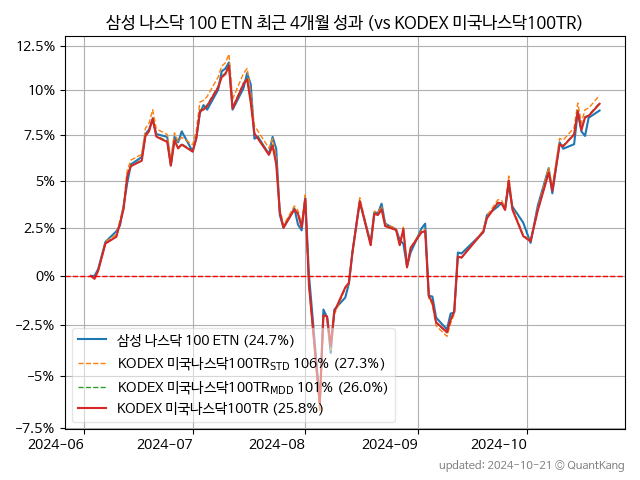 삼성 나스닥 100 ETN 최근 4개월 성과 (vs KODEX 미국나스닥100TR)
12.5%
10%
7.5%
5%
2.5%
0%
−2.5%
−5%
−7.5%
삼성 나스닥 100 ETN (24.7%)
KODEX 미국나스닥100TR_STD 106% (27.3%)
KODEX 미국나스닥100TR_MDD 101% (26.0%)
KODEX 미국나스닥100TR (25.8%)
2024-06 2024-07 2024-08 2024-09 2024-10
updated: 2024-10-21 © QuantKang